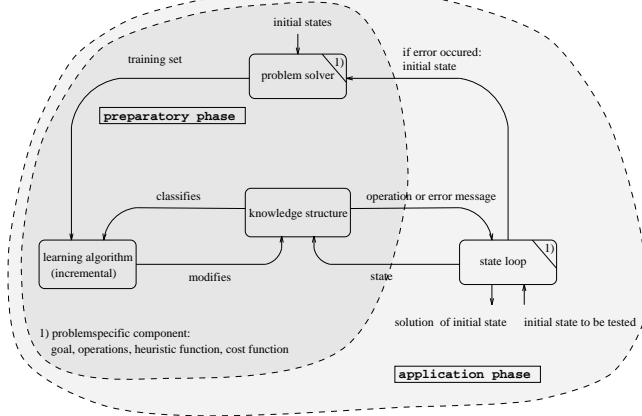 initial states
training set
if error occured:
initial state
1)
problem solver
preparatory phase
classifies
operation or error message
knowledge structure
learning algorithm
(incremental)
1)
state loop
modifies
state
solution of initial state
initial state to be tested
1) problemspecific component:
goal, operations, heuristic function, cost function
application phase